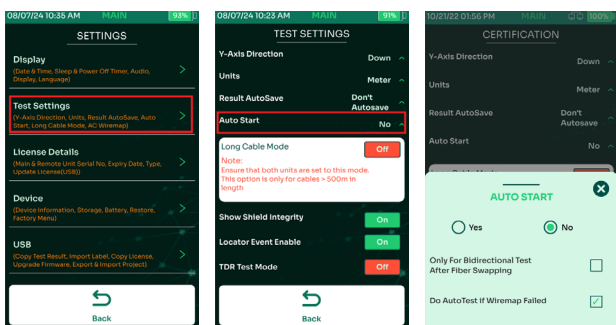 08/07/24 10:35 AM MAIN 93%
SETTINGS
Display
(Date & Time, Sleep & Power Off Timer, Audio,
Display, Language)
Test Settings
(Y-Axis Direction, Units, Result AutoSave, Auto
Start, Long Cable Mode, AC Wiremap)
License Details
(Main & Remote Unit Serial No, Expiry Date, Type,
Update License(USB))
Device
(Device Information, Storage, Battery, Restore,
Factory Menu)
USB
(Copy Test Result, Import Label, Copy License,
Upgrade Firmware, Export & Import Project)
Back
08/07/24 10:23 AM MAIN 91%
TEST SETTINGS
Y-Axis Direction
Down
Units
Meter
Result AutoSave
Don't
Autosave
Auto Start
No
Long Cable Mode
Off
Note:
Ensure that both units are set to this mode.
This option is only for cables > 500m in
length
Show Shield Integrity
On
Locator Event Enable
On
TDR Test Mode
Off
Back
10/21/22 01:56 PM MAIN 100%
CERTIFICATION
Y-Axis Direction
Down
Units
Meter
Result AutoSave
Don't
Autosave
Auto Start
No
AUTO START
Yes
No
Only For Bidirectional Test
After Fiber Swapping
Do AutoTest If Wiremap Failed